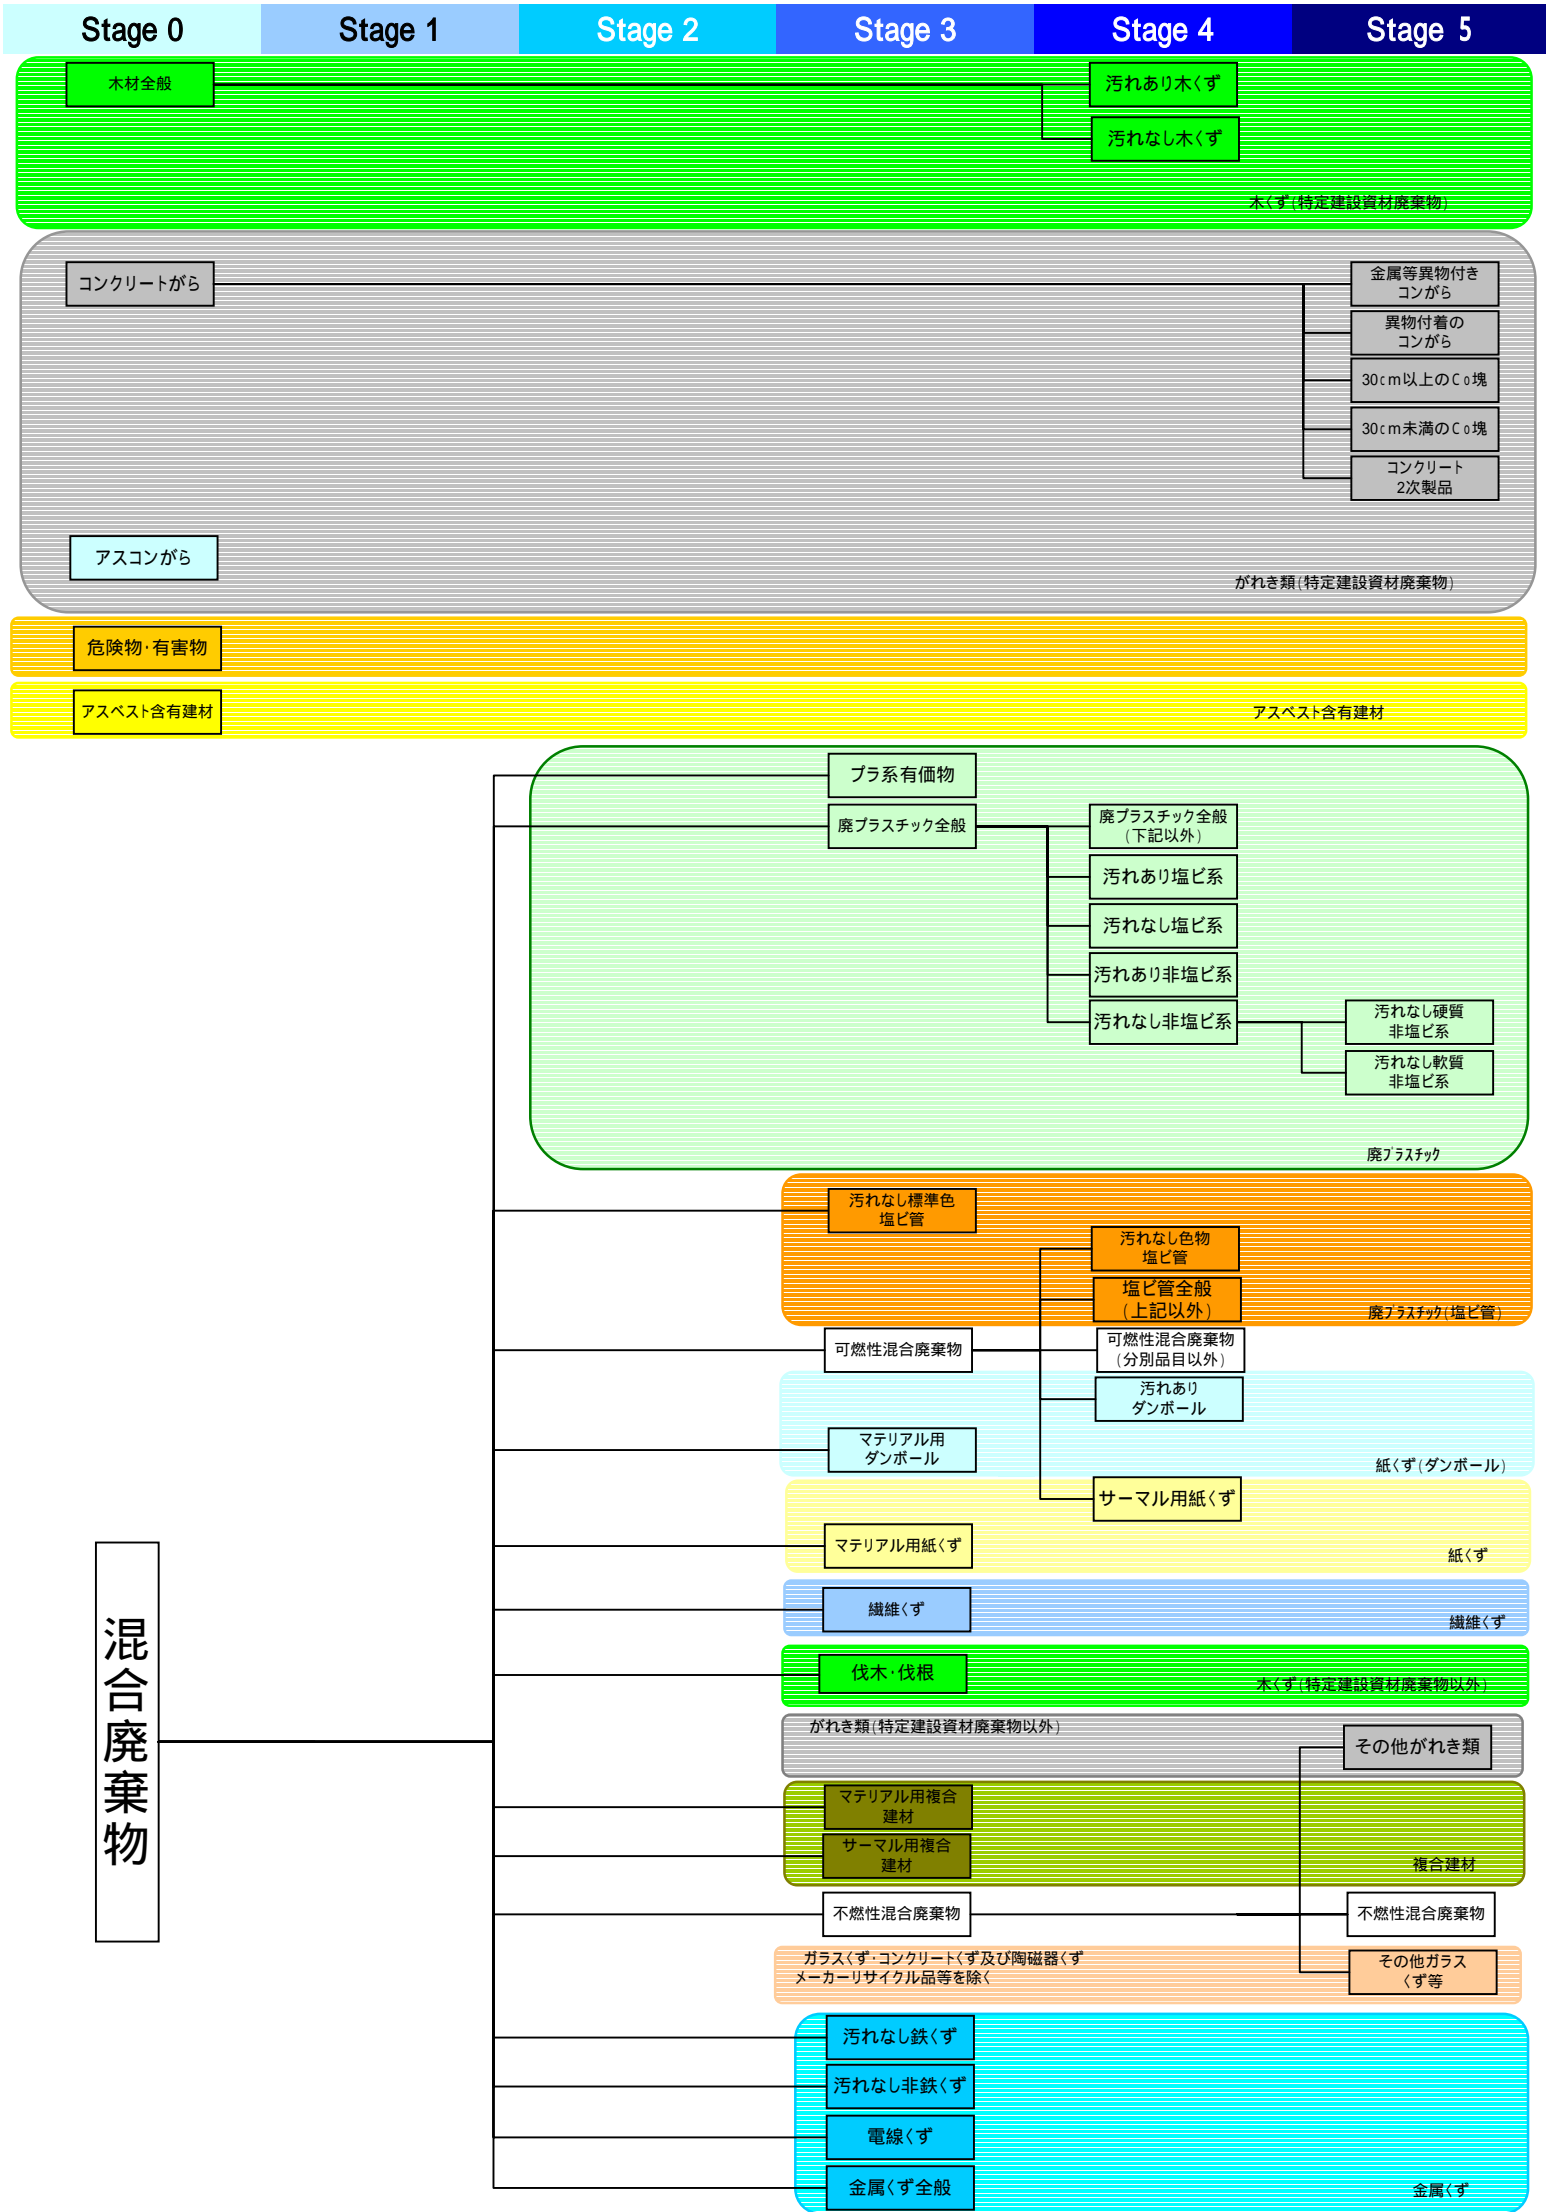 Stage 0
Stage 1
Stage 2
Stage 3
Stage 4
Stage 5
木材全般
汚れあり木くず
汚れなし木くず
木くず(特定建設資材廃棄物)
コンクリートがら
金属等異物付き
コンがら
異物付着の
コンがら
30cm以上のCo塊
30cm未満のCo塊
コンクリート
2次製品
アスコンがら
がれき類(特定建設資材廃棄物)
危険物・有害物
アスベスト含有建材
アスベスト含有建材
プラ系有価物
廃プラスチック全般
廃プラスチック全般
(下記以外)
汚れあり塩ビ系
汚れなし塩ビ系
汚れあり非塩ビ系
汚れなし非塩ビ系
汚れなし硬質
非塩ビ系
汚れなし軟質
非塩ビ系
廃プラスチック
汚れなし標準色
塩ビ管
汚れなし色物
塩ビ管
塩ビ管全般
(上記以外)
廃プラスチック(塩ビ管)
可燃性混合廃棄物
可燃性混合廃棄物
(分別品目以外)
汚れあり
ダンボール
マテリアル用
ダンボール
紙くず(ダンボール)
サーマル用紙くず
マテリアル用紙くず
紙くず
繊維くず
繊維くず
伐木・伐根
木くず(特定建設資材廃棄物以外)
混合廃棄物
がれき類(特定建設資材廃棄物以外)
その他がれき類
マテリアル用複合
建材
サーマル用複合
建材
複合建材
不燃性混合廃棄物
不燃性混合廃棄物
ガラスくず・コンクリートくず及び陶磁器くず
メーカーリサイクル品等を除く
その他ガラス
くず等
汚れなし鉄くず
汚れなし非鉄くず
電線くず
金属くず全般
金属くず